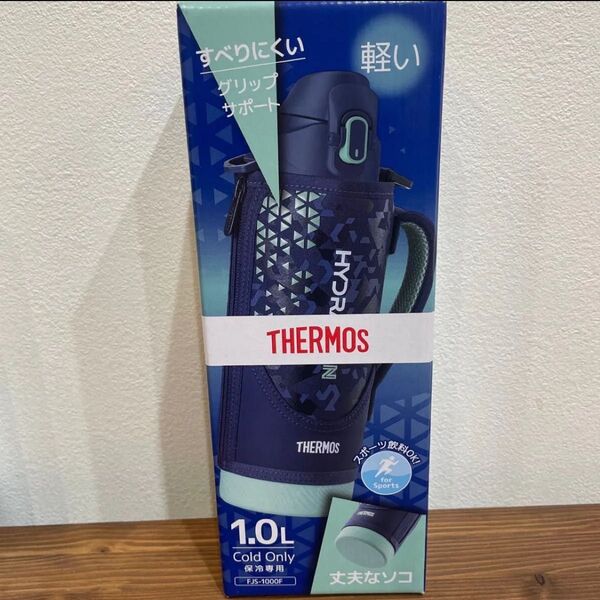 すべりにくい
グリップ
サポート
軽い
HYDR
N
THERMOS
THERMOS
スポーツ飲料OK!
for
Sports
1.0L
Cold Only
保冷専用
FJS-1000F
THERMOS
丈夫なソコ